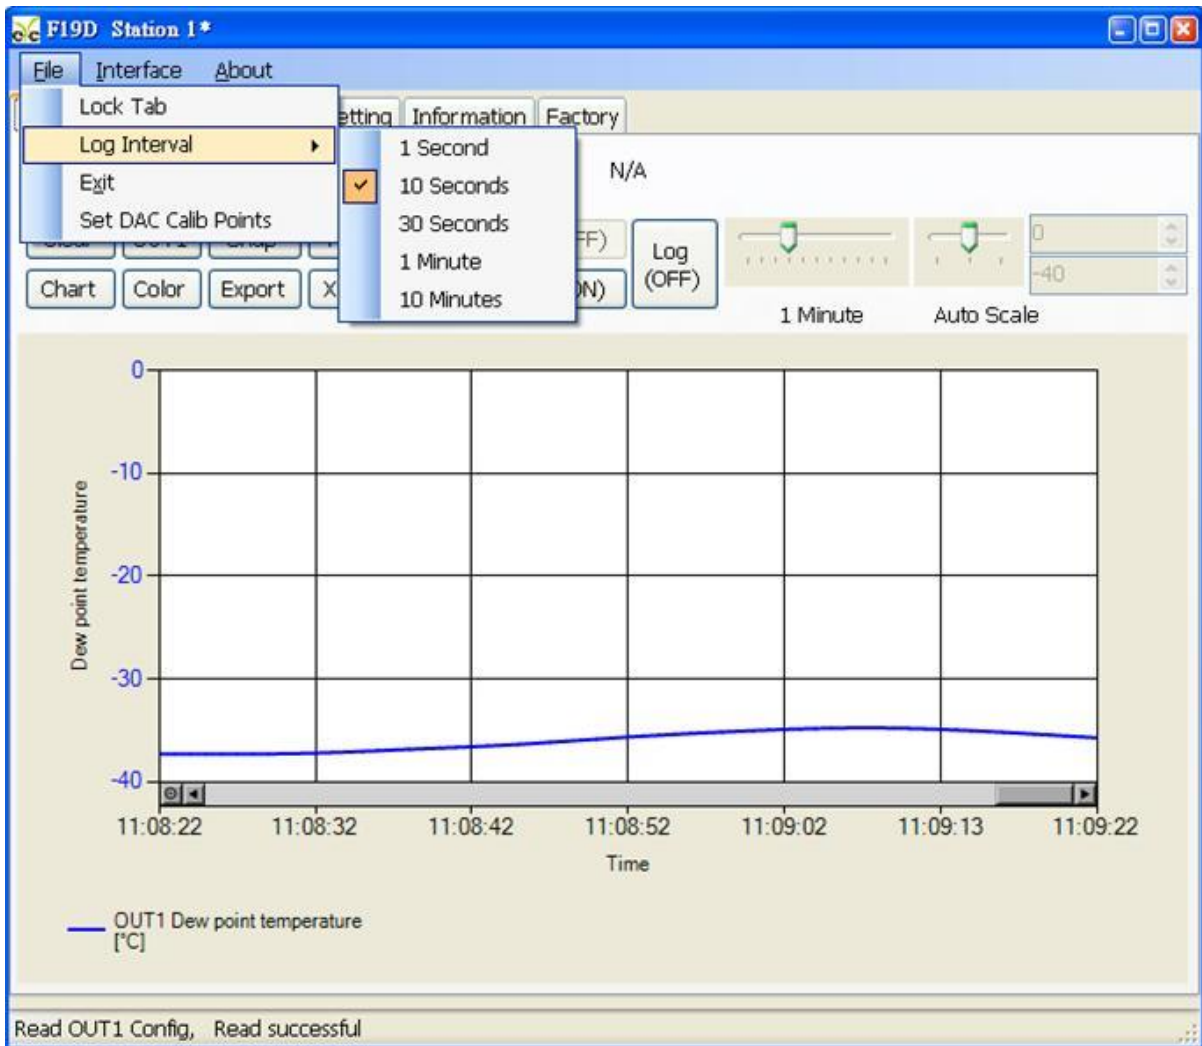 F19D Station 1*
File Interface About
Lock Tab
Log Interval
Exit
Set DAC Calib Points
Information Factory
1 Second
10 Seconds
30 Seconds
1 Minute
10 Minutes
N/A
Log
(OFF)
0
-40
Chart Color Export
1 Minute Auto Scale
0
-10
-20
-30
-40
Dew point temperature
11:08:22 11:08:32 11:08:42 11:08:52 11:09:02 11:09:13 11:09:22
Time
OUT1 Dew point temperature
[°C]
Read OUT1 Config, Read successful